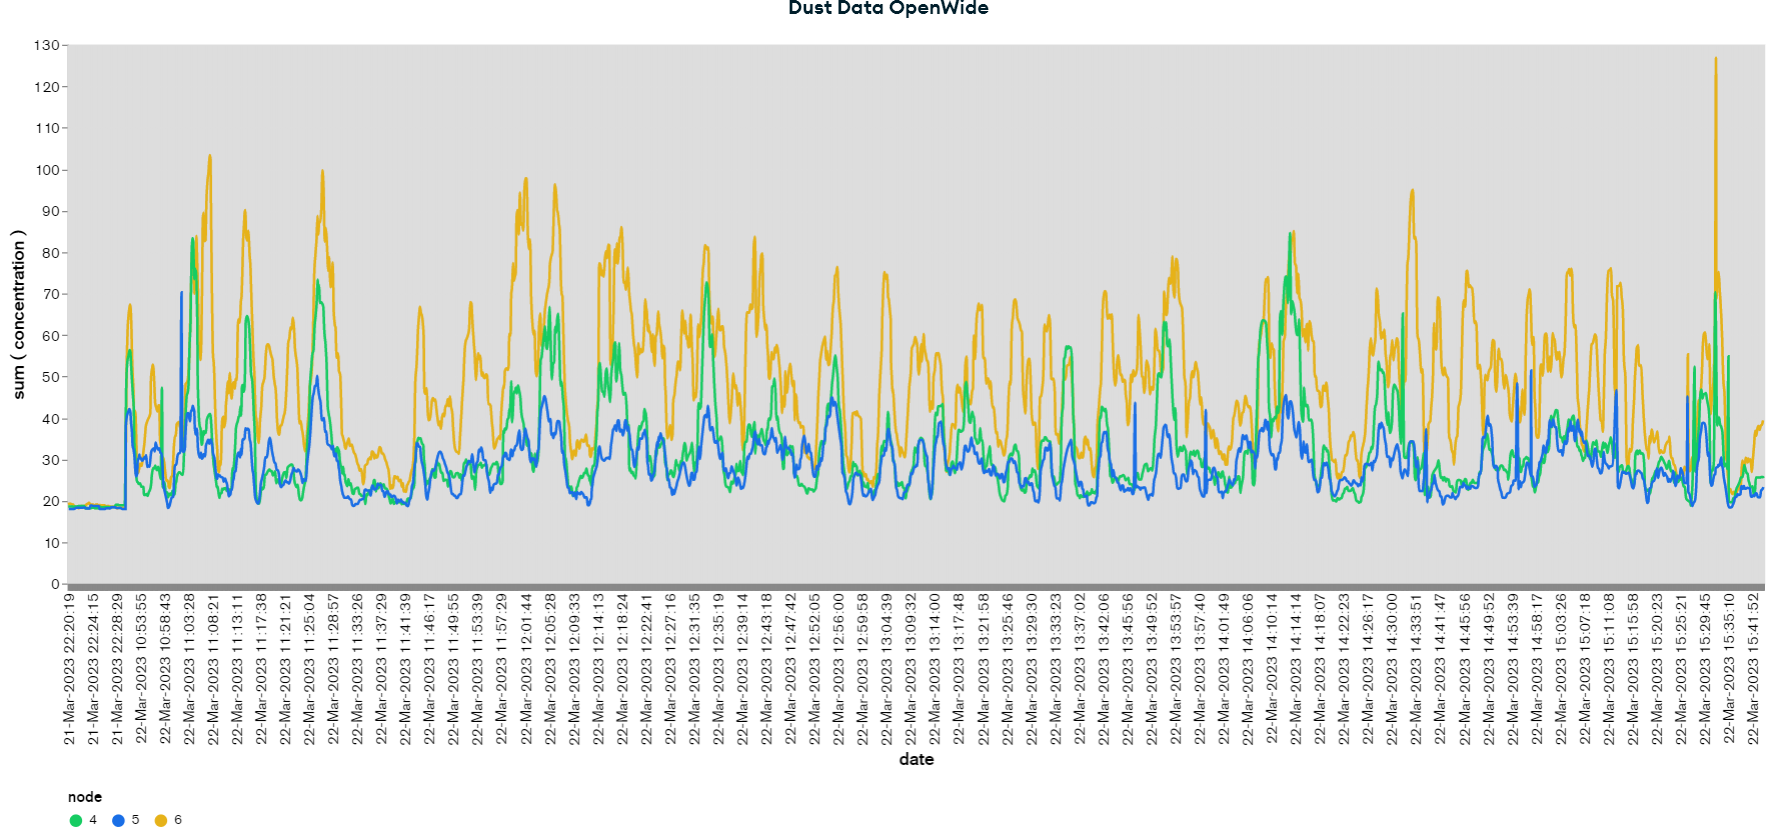 Dust Data OpenWide
sum ( concentration )
130
120
110
100
90
80
70
60
50
40
30
20
10
0
21-Mar-2023 22:20:19
21-Mar-2023 22:24:15
21-Mar-2023 22:28:29
22-Mar-2023 10:53:55
22-Mar-2023 10:58:43
22-Mar-2023 11:03:28
22-Mar-2023 11:08:21
22-Mar-2023 11:13:11
22-Mar-2023 11:17:38
22-Mar-2023 11:21:21
22-Mar-2023 11:25:04
22-Mar-2023 11:28:57
22-Mar-2023 11:33:26
22-Mar-2023 11:37:29
22-Mar-2023 11:41:39
22-Mar-2023 11:46:17
22-Mar-2023 11:49:55
22-Mar-2023 11:53:39
22-Mar-2023 11:57:29
22-Mar-2023 12:01:44
22-Mar-2023 12:05:28
22-Mar-2023 12:09:33
22-Mar-2023 12:14:13
22-Mar-2023 12:18:24
22-Mar-2023 12:22:41
22-Mar-2023 12:27:16
22-Mar-2023 12:31:35
22-Mar-2023 12:35:19
22-Mar-2023 12:39:14
22-Mar-2023 12:43:18
22-Mar-2023 12:47:42
22-Mar-2023 12:52:05
22-Mar-2023 12:56:00
22-Mar-2023 12:59:58
22-Mar-2023 13:04:39
22-Mar-2023 13:09:32
22-Mar-2023 13:14:00
22-Mar-2023 13:17:48
22-Mar-2023 13:21:58
22-Mar-2023 13:25:46
22-Mar-2023 13:29:30
22-Mar-2023 13:33:23
22-Mar-2023 13:37:02
22-Mar-2023 13:42:06
22-Mar-2023 13:45:56
22-Mar-2023 13:49:52
22-Mar-2023 13:53:57
22-Mar-2023 13:57:40
22-Mar-2023 14:01:49
22-Mar-2023 14:06:06
22-Mar-2023 14:10:14
22-Mar-2023 14:14:14
22-Mar-2023 14:18:07
22-Mar-2023 14:22:23
22-Mar-2023 14:26:17
22-Mar-2023 14:30:00
22-Mar-2023 14:33:51
22-Mar-2023 14:41:47
22-Mar-2023 14:45:56
22-Mar-2023 14:49:52
22-Mar-2023 14:53:39
22-Mar-2023 14:58:17
22-Mar-2023 15:03:26
22-Mar-2023 15:07:18
22-Mar-2023 15:11:08
22-Mar-2023 15:15:58
22-Mar-2023 15:20:23
22-Mar-2023 15:25:21
22-Mar-2023 15:29:45
22-Mar-2023 15:35:10
22-Mar-2023 15:41:52
date
node
4 5 6